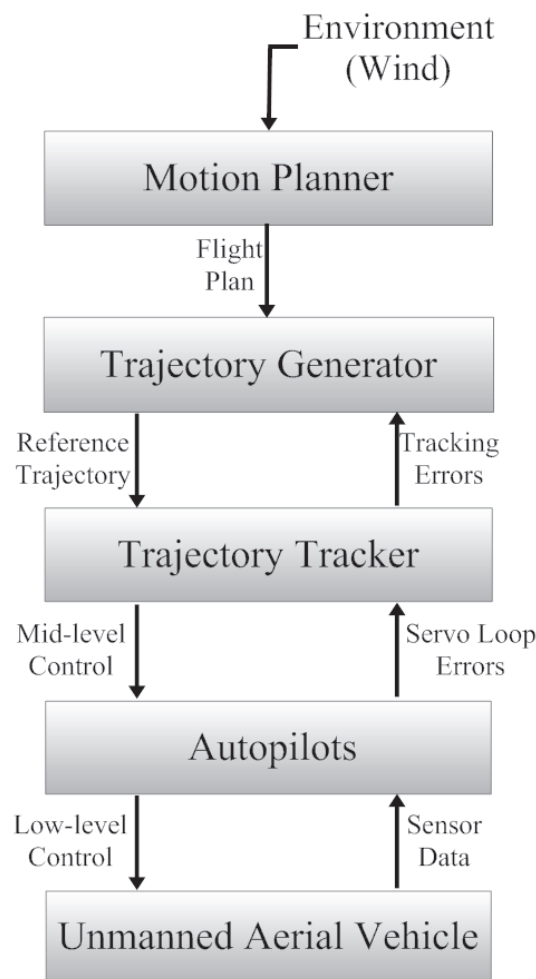 Environment
(Wind)
Motion Planner
Flight
Plan
Trajectory Generator
Reference
Trajectory
Tracking
Errors
Trajectory Tracker
Mid-level
Control
Servo Loop
Errors
Autopilots
Low-level
Control
Sensor
Data
Unmanned Aerial Vehicle